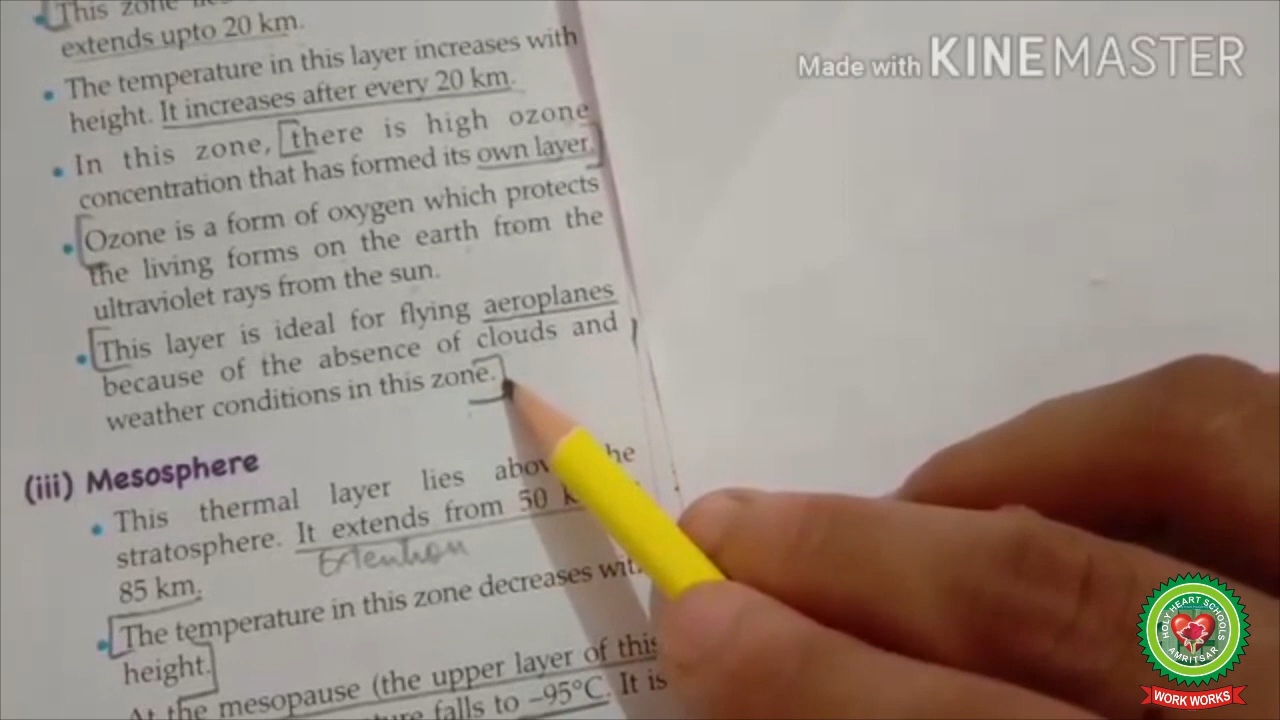 This zone
extends upto 20 km.
The temperature in this layer increases with
height. It increases after every 20 km.
In this zone, there is high ozone
concentration that has formed its own layer.
Ozone is a form of oxygen which protects
the living forms on the earth from the
ultraviolet rays from the sun.
This layer is ideal for flying aeroplanes
because of the absence of clouds and
weather conditions in this zone.
(iii) Mesosphere
This thermal layer lies above the
stratosphere. It extends from 50
Extention
85 km.
The temperature in this zone decreases with
height.
At the mesopause (the upper layer of this
falls to –95°C. It is
Made with KINEMASTER
HOLY HEART SCHOOLS
AMRITSAR
WORK WORKS